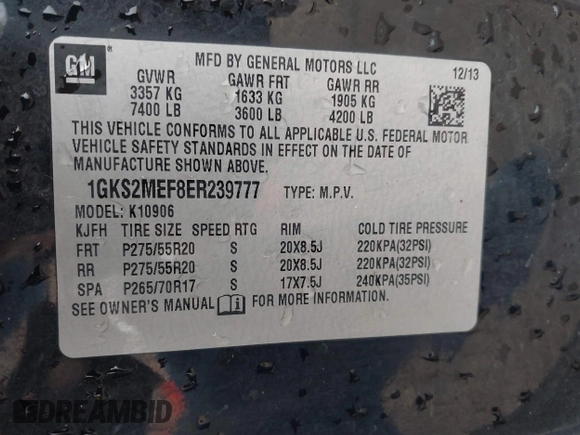 GM
MFD BY GENERAL MOTORS LLC
12/13
GVWR GAWR FRT GAWR RR
3357 KG 1633 KG 1905 KG
7400 LB 3600 LB 4200 LB
THIS VEHICLE CONFORMS TO ALL APPLICABLE U.S. FEDERAL MOTOR
VEHICLE SAFETY STANDARDS IN EFFECT ON THE DATE OF
MANUFACTURE SHOWN ABOVE.
1GKS2MEF8ER239777 TYPE: M.P.V.
MODEL: K10906
KJFH TIRE SIZE SPEED RTG RIM COLD TIRE PRESSURE
FRT P275/55R20 S 20X8.5J 220KPA(32PSI)
RR P275/55R20 S 20X8.5J 220KPA(32PSI)
SPA P265/70R17 S 17X7.5J 240KPA(35PSI)
SEE OWNER'S MANUAL FOR MORE INFORMATION.
DREAMBID